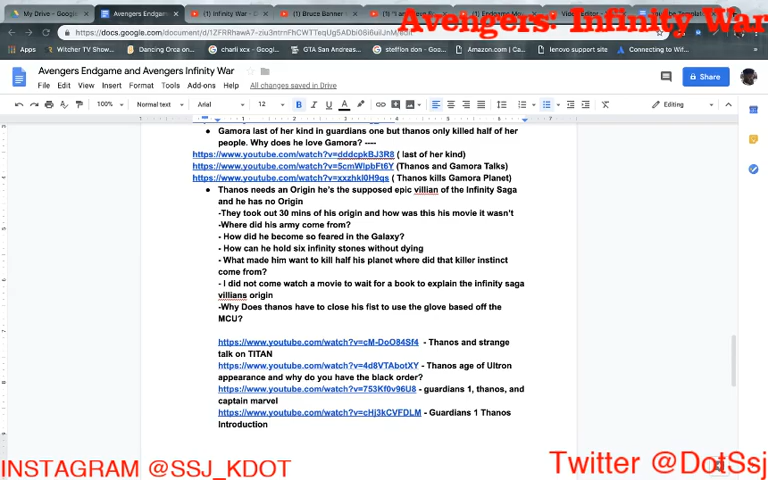 My Drive - Googl
Avengers Endgam
(1) Infinity War - D
(1) Bruce Banner
Avengers: Infinity War
Apps
Witcher TV Show...
Dancing Orca on...
charli xcx - Goog...
GTA San Andreas...
stefflon don - Goo...
Amazon.com | Ca...
lenovo support site
Connecting to Wif...
Avengers Endgame and Avengers Infinity War
File Edit View Insert Format Tools Add-ons Help All changes saved in Drive
Share
100% Normal text Arial 12 B I U A Editing
Gamora last of her kind in guardians one but thanos only killed half of her
people. Why does he love Gamora? ----
https://www.youtube.com/watch?v=dddcpkBJ3R8 ( last of her kind)
https://www.youtube.com/watch?v=5cmWlpbFt6Y (Thanos and Gamora Talks)
https://www.youtube.com/watch?v=xxzhkI0H9qs ( Thanos kills Gamora Planet)
Thanos needs an Origin he's the supposed epic villian of the Infinity Saga
and he has no Origin
-They took out 30 mins of his origin and how was this his movie it wasn't
-Where did his army come from?
- How did he become so feared in the Galaxy?
- How can he hold six infinity stones without dying
- What made him want to kill half his planet where did that killer instinct
come from?
- I did not come watch a movie to wait for a book to explain the infinity saga
villians origin
-Why Does thanos have to close his fist to use the glove based off the
MCU?
https://www.youtube.com/watch?v=cM-DoO84Sf4 - Thanos and strange
talk on TITAN
https://www.youtube.com/watch?v=4d8VTAbotXY - Thanos age of Ultron
appearance and why do you have the black order?
https://www.youtube.com/watch?v=753Kf0v96U8 - guardians 1, thanos, and
captain marvel
https://www.youtube.com/watch?v=cHj3kCVFDLM - Guardians 1 Thanos
Introduction
INSTAGRAM @SSJ_KDOT
Twitter @DotSsj